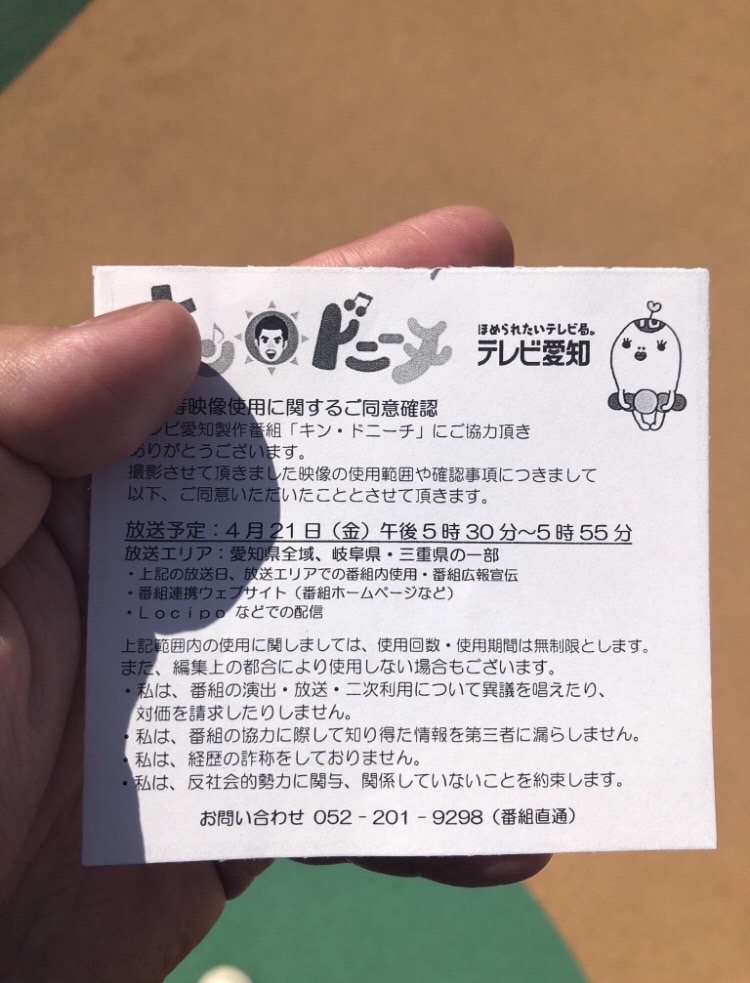 ドニーチ
ほめられたいテレビ局。
テレビ愛知
映像使用に関するご同意確認
レビ愛知製作番組「キン・ドニーチ」にご協力頂き
ありがとうございます。
撮影させて頂きました映像の使用範囲や確認事項につきまして
以下、ご同意いただいたこととさせて頂きます。
放送予定：4月21日（金）午後5時30分～5時55分
放送エリア：愛知県全域、岐阜県・三重県の一部
・上記の放送日、放送エリアでの番組内使用・番組広報宣伝
・番組連携ウェブサイト（番組ホームページなど）
・Ｌｏｃｉｐｏ などでの配信
上記範囲内の使用に関しましては、使用回数・使用期間は無制限とします。
また、編集上の都合により使用しない場合もございます。
・私は、番組の演出・放送・二次利用について異議を唱えたり、
対価を請求したりしません。
・私は、番組の協力に際して知り得た情報を第三者に漏らしません。
・私は、経歴の詐称をしておりません。
・私は、反社会的勢力に関与、関係していないことを約束します。
お問い合わせ 052－201－9298（番組直通）